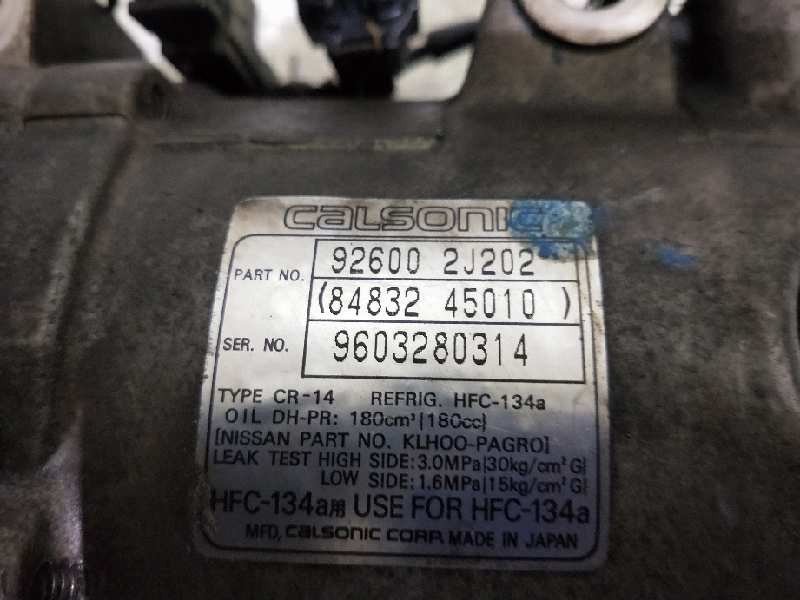 calsonic
PART NO. 92600 2J202
(84832 45010 )
SER. NO. 9603280314
TYPE CR-14 REFRIG. HFC-134a
OIL DH-PR: 180cm³[180cc]
[NISSAN PART NO. KLHOO-PAGRO]
LEAK TEST HIGH SIDE: 3.0MPa[30kg/cm²G]
LOW SIDE: 1.6MPa[15kg/cm²G]
HFC-134a用 USE FOR HFC-134a
MFD, calsonic CORP. MADE IN JAPAN